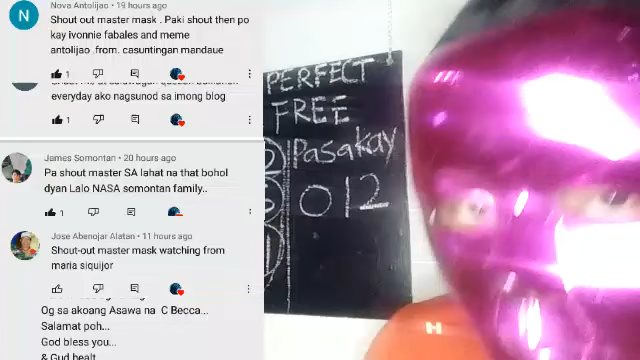 Nova Antolijao • 19 hours ago
Shout out master mask . Paki shout then po
kay ivonnie fabales and meme
antolijao .from. casuntingan mandaue
1
everyday ako nagsunod sa imong blog
1
James Somontan • 20 hours ago
Pa shout master SA lahat na that bohol
dyan Lalo NASA somontan family..
1
Jose Abenojar Alatan • 11 hours ago
Shout-out master mask watching from
maria siquijor
Og sa akoang Asawa na C Becca...
Salamat poh...
God bless you...
& Gud healt
N
PERFECT
FREE
Pasakay
012
H